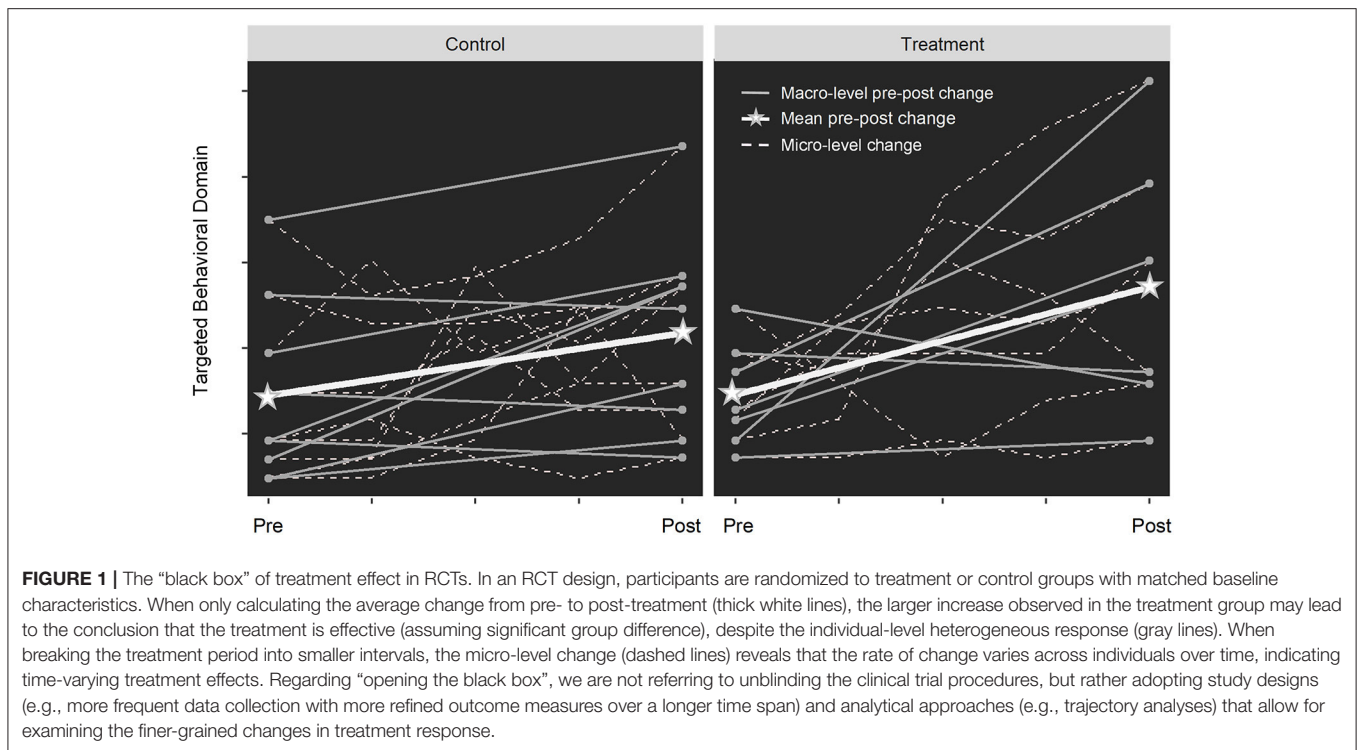 Control
Treatment
Macro-level pre-post change
Mean pre-post change
Micro-level change
Targeted Behavioral Domain
Pre
Post
Pre
Post
FIGURE 1 | The “black box” of treatment effect in RCTs. In an RCT design, participants are randomized to treatment or control groups with matched baseline
characteristics. When only calculating the average change from pre- to post-treatment (thick white lines), the larger increase observed in the treatment group may lead
to the conclusion that the treatment is effective (assuming significant group difference), despite the individual-level heterogeneous response (gray lines). When
breaking the treatment period into smaller intervals, the micro-level change (dashed lines) reveals that the rate of change varies across individuals over time, indicating
time-varying treatment effects. Regarding “opening the black box”, we are not referring to unblinding the clinical trial procedures, but rather adopting study designs
(e.g., more frequent data collection with more refined outcome measures over a longer time span) and analytical approaches (e.g., trajectory analyses) that allow for
examining the finer-grained changes in treatment response.